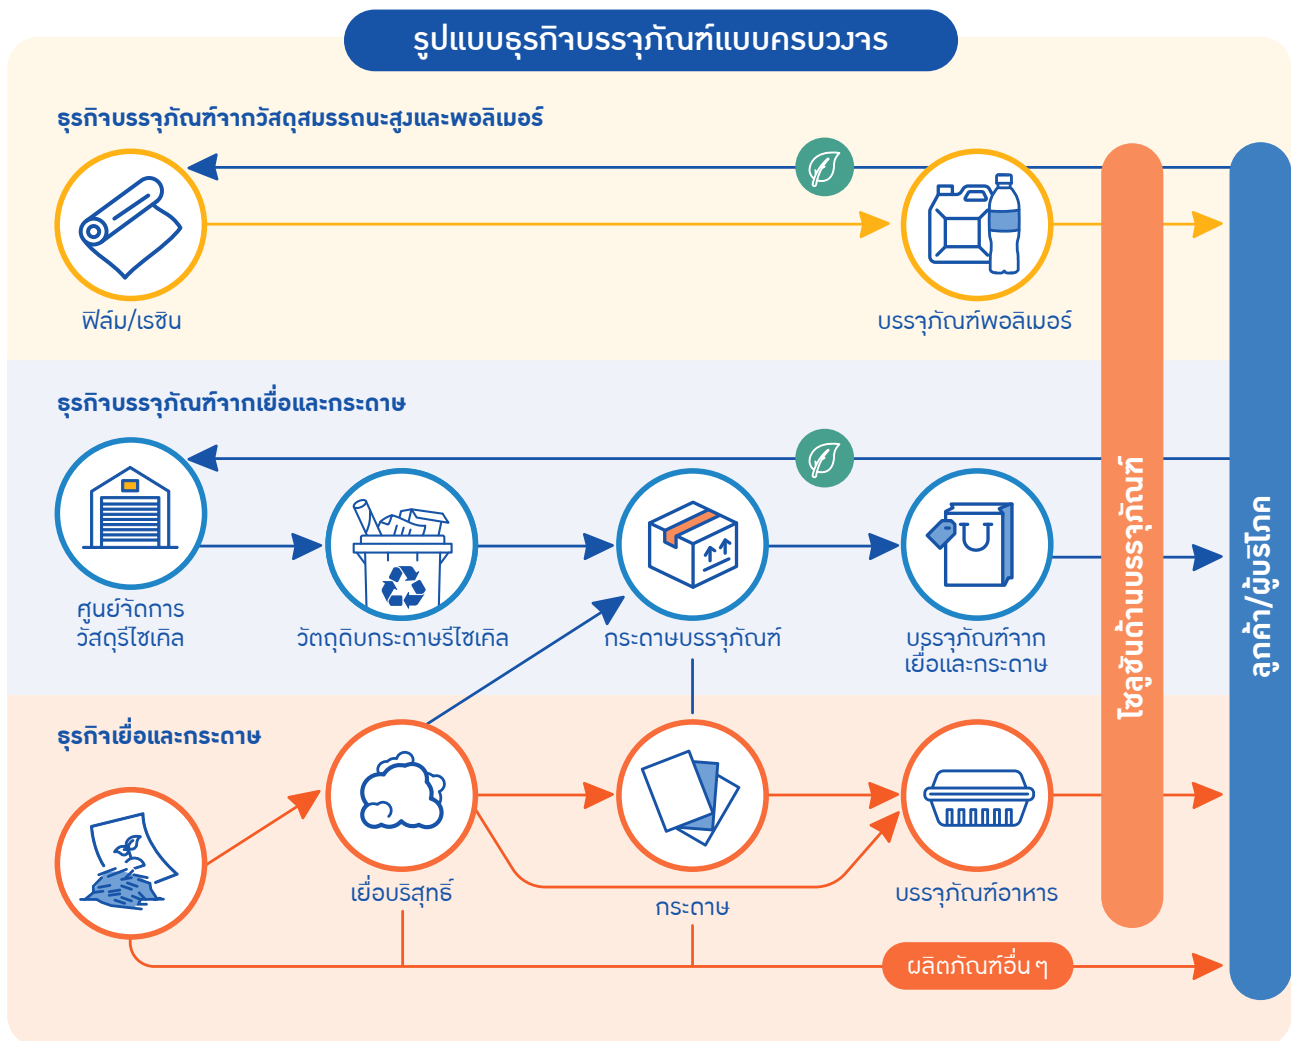 รูปแบบธุรกิจบรรจุภัณฑ์แบบครบวงจร
ธุรกิจบรรจุภัณฑ์จากวัสดุสมรรถนะสูงและพอลิเมอร์
ฟิล์ม/เรซิน
บรรจุภัณฑ์พอลิเมอร์
ธุรกิจบรรจุภัณฑ์จากเยื่อและกระดาษ
ศูนย์จัดการ
วัสดุรีไซเคิล
วัตถุดิบกระดาษรีไซเคิล
กระดาษบรรจุภัณฑ์
บรรจุภัณฑ์จาก
เยื่อและกระดาษ
ธุรกิจเยื่อและกระดาษ
เยื่อบริสุทธิ์
กระดาษ
บรรจุภัณฑ์อาหาร
ผลิตภัณฑ์อื่น ๆ
โซลูชันด้านบรรจุภัณฑ์
ลูกค้า/ผู้บริโภค